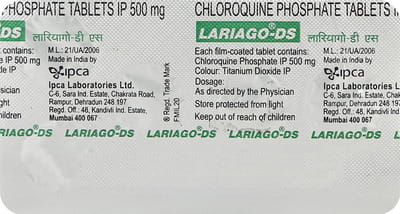 PHOSPHATE TABLETS IP 500 mg
-DS लारियागो-डी एस
contains: M.L.: 21/UA/2006
IP 500 mg Made in India by
IP ipca
Ipca Laboratories Ltd.
C-6, Sara Ind. Estate, Chakrata Road,
Rampur, Dehradun 248 197
Regd. Off.: 48, Kandivli Ind. Estate,
Mumbai 400 067
® Regd. Trade Mark
FMIL20
CHLOROQUINE PHOSPHATE TABLETS
LARIAGO®-DS लारियागो-डी
Each film-coated tablet contains:
Chloroquine Phosphate IP 500 mg
Colour: Titanium Dioxide IP
Dosage:
As directed by the Physician
Store protected from light
Keep out of reach of children
M.L.: 21/UA/2006
Made in India by
ipca
Ipca Laboratories Ltd.
C-6, Sara Ind. Estate, Chakrata
Rampur, Dehradun 248 197
Regd. Off.: 48, Kandivli Ind.
Mumbai 400 067
LARIAGO®-DS LARIAGO®-DS LARIAGO®-DS LARIAGO®-DS